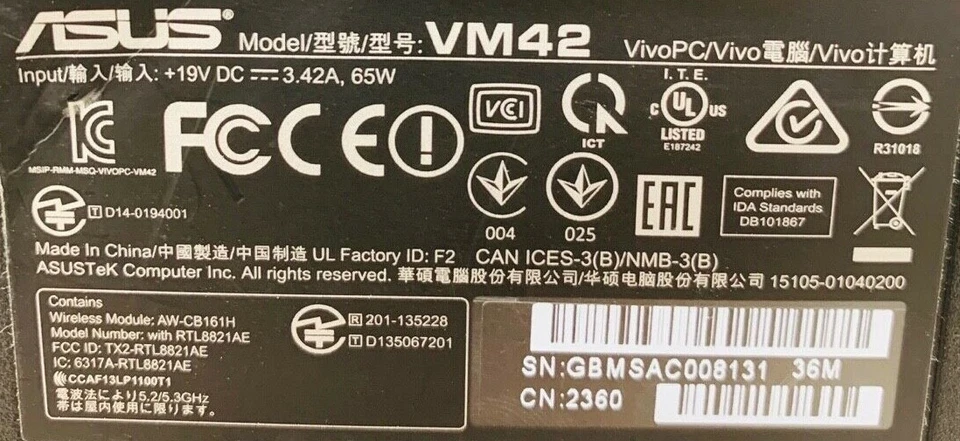 ASUS® Model/型號/型号: VM42 VivoPC/Vivo電腦/Vivo计算机
Input/輸入/输入: +19V DC ⎓ 3.42A, 65W
I.T.E.
FCC CE VCCI
c UL US
LISTED
E187242
ICT
R31018
MSIP-RMM-MSQ-VIVOPC-VM42
T D14-0194001
004
025
EAC
Complies with
IDA Standards
DB101867
Made In China/中國製造/中国制造 UL Factory ID: F2 CAN ICES-3(B)/NMB-3(B)
ASUSTeK Computer Inc. All rights reserved. 華碩電腦股份有限公司/华硕电脑股份有限公司 15105-01040200
Contains
Wireless Module: AW-CB161H
Model Number: with RTL8821AE
FCC ID: TX2-RTL8821AE
IC: 6317A-RTL8821AE
CCAF13LP1100T1
電波法により5.2/5.3GHz
帯は屋内使用に限ります.
R 201-135228
T D135067201
SN:GBMSAC008131 36M
CN:2360